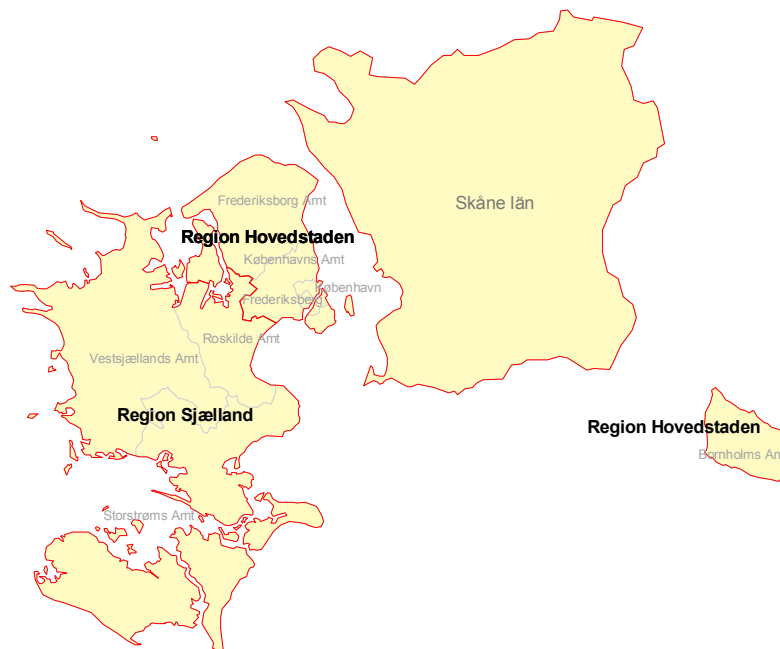 Skåne län
Frederiksborg Amt
Region Hovedstaden
Københavns Amt
København
Frederiksberg
Roskilde Amt
Vestsjællands Amt
Region Sjælland
Region Hovedstaden
Bornholms Am
Storstrøms Amt